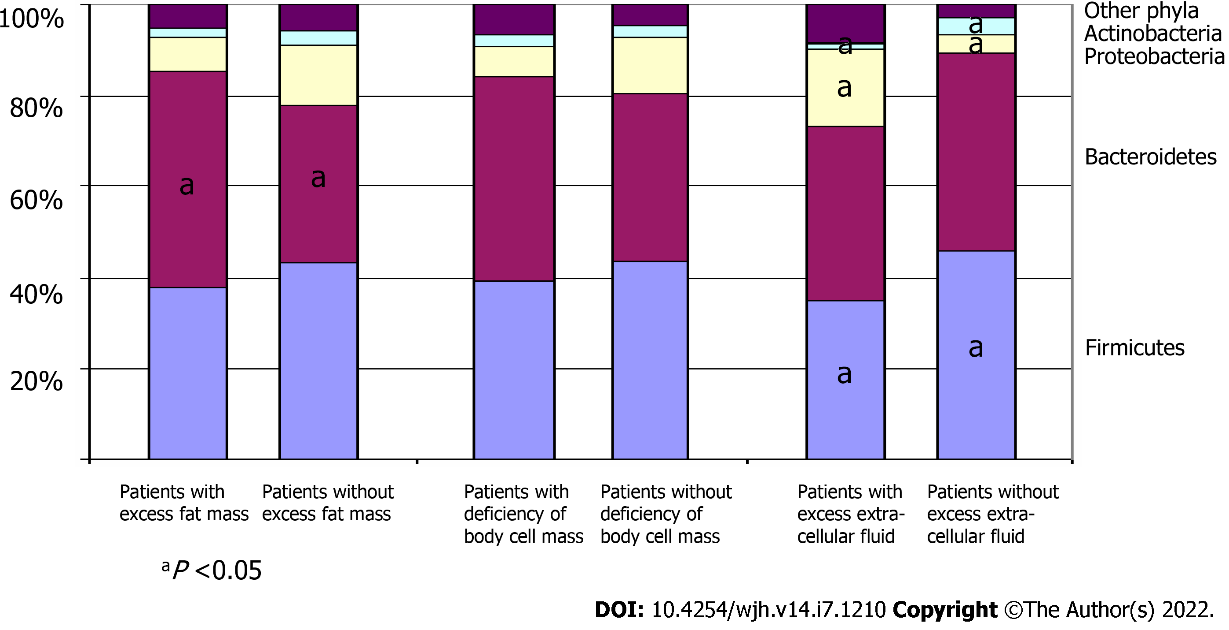 100%
80%
60%
40%
20%
a
a
a
a
a
a
a
a
Other phyla
Actinobacteria
Proteobacteria
Bacteroidetes
Firmicutes
Patients with
excess fat mass
Patients without
excess fat mass
Patients with
deficiency of
body cell mass
Patients without
deficiency of
body cell mass
Patients with
excess extra-
cellular fluid
Patients without
excess extra-
cellular fluid
ᵃP <0.05
DOI: 10.4254/wjh.v14.i7.1210 Copyright ©The Author(s) 2022.